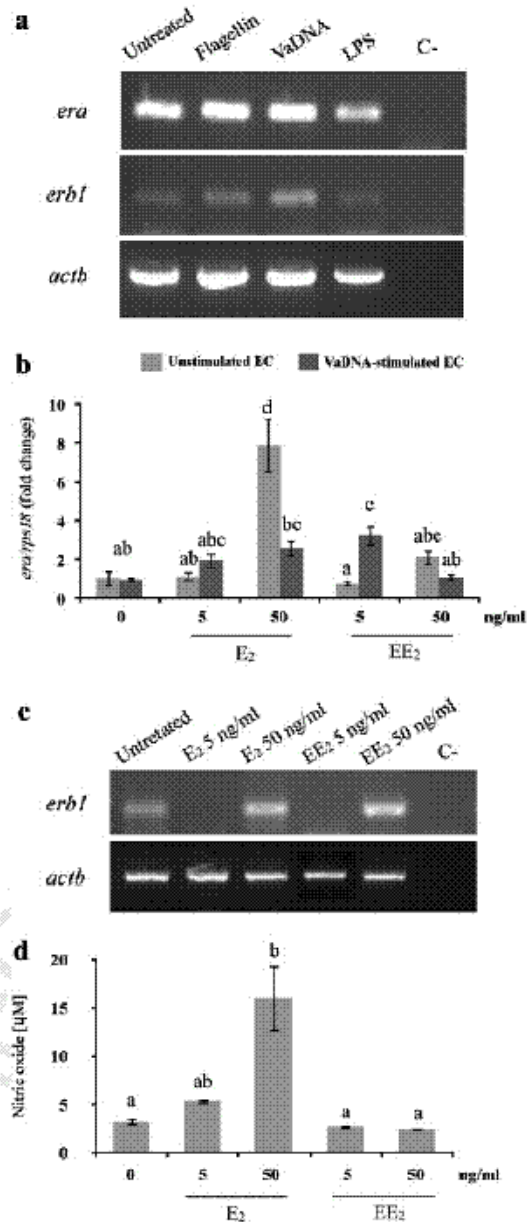 a
Untreated Flagellin VaDNA LPS C-
era
erb1
actb
b
Unstimulated EC VaDNA-stimulated EC
era/rps18 (fold change)
10
8
6
4
2
0
ab ab abc d bc a c abc ab
0 5 50 5 50 ng/ml
E₂ EE₂
c
Untretated E₂ 5 ng/ml E₂ 50 ng/ml EE₂ 5 ng/ml EE₂ 50 ng/ml C-
erb1
actb
d
Nitric oxide [µM]
20
15
10
5
0
a ab b a a
0 5 50 5 50 ng/ml
E₂ EE₂